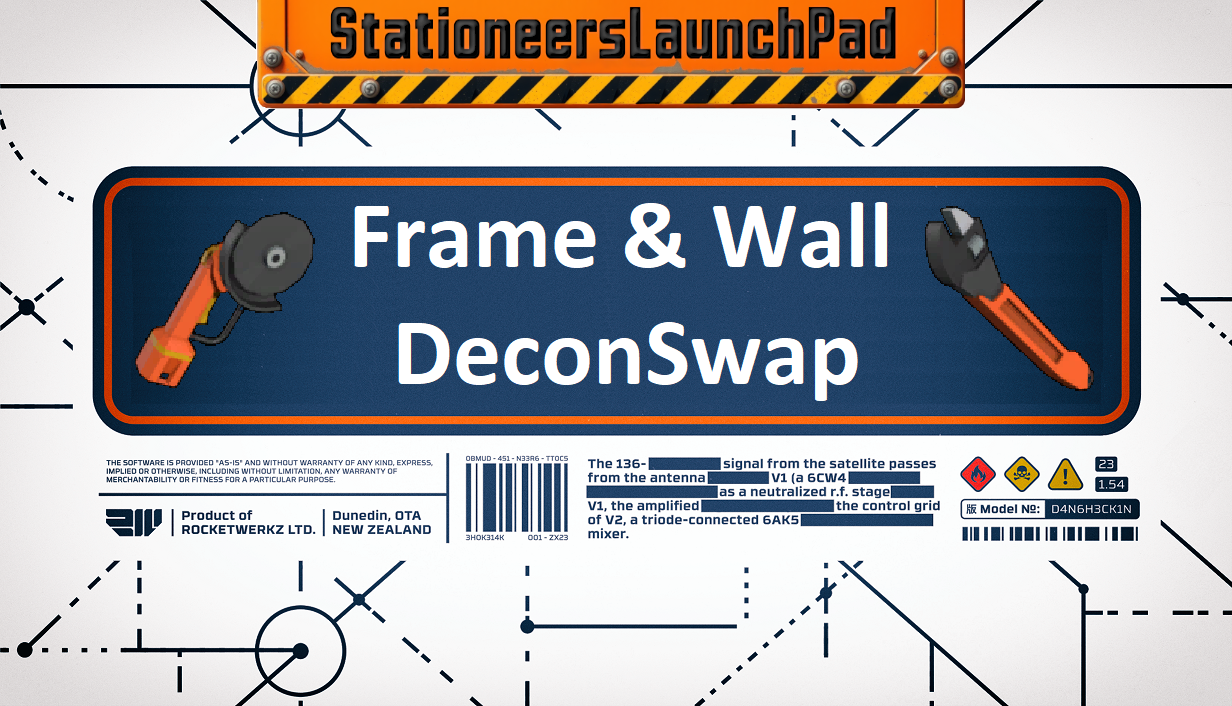 StationeersLaunchPad
Frame & Wall
DeconSwap
THE SOFTWARE IS PROVIDED "AS-IS" AND WITHOUT WARRANTY OF ANY KIND, EXPRESS,
IMPLIED OR OTHERWISE, INCLUDING WITHOUT LIMITATION, ANY WARRANTY OF
MERCHANTABILITY OR FITNESS FOR A PARTICULAR PURPOSE.
Product of
ROCKETWERKZ LTD.
Dunedin, OTA
NEW ZEALAND
OBMUD - 451 - N33R6 - TTOC5
3HOK314K 001 - ZX23
The 136- signal from the satellite passes
from the antenna V1 (a 6CW4
as a neutralized r.f. stage
V1, the amplified the control grid
of V2, a triode-connected 6AK5
mixer.
23
1.54
版 Model №: D4N6H3CK1N